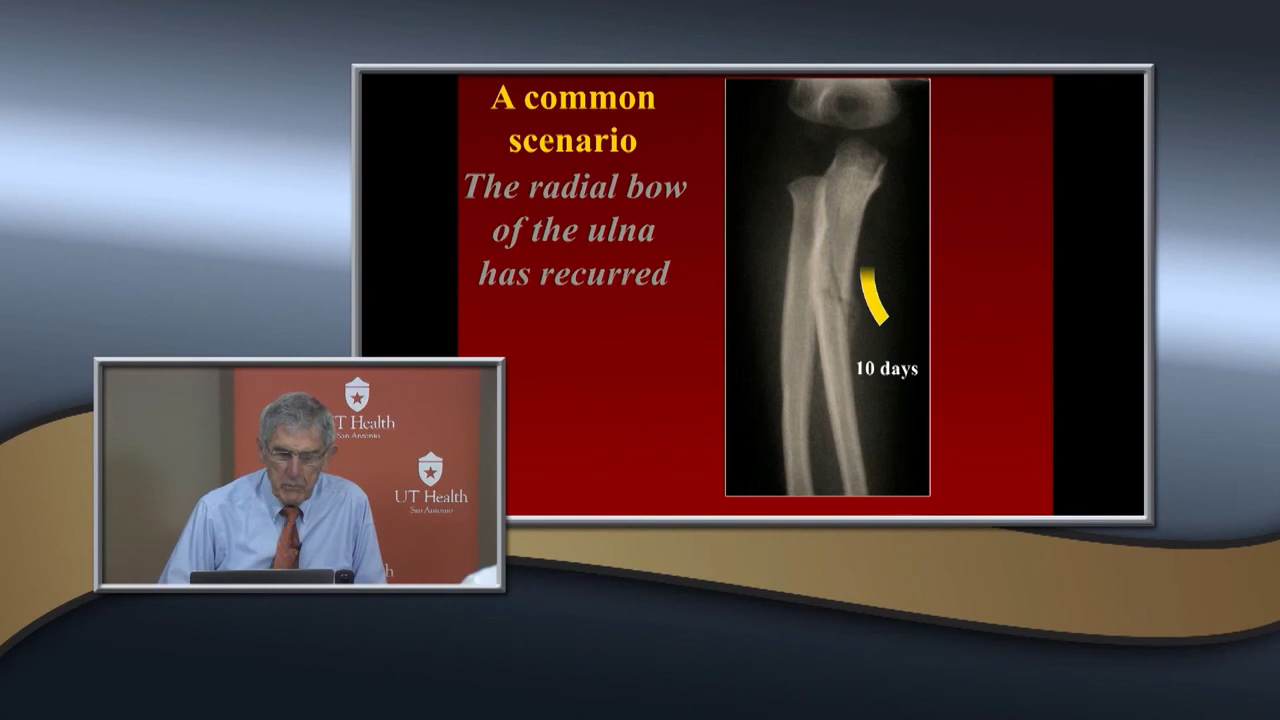 A common
scenario
The radial bow
of the ulna
has recurred
10 days
T Health
San Antonio
UT Health
San Antonio
h